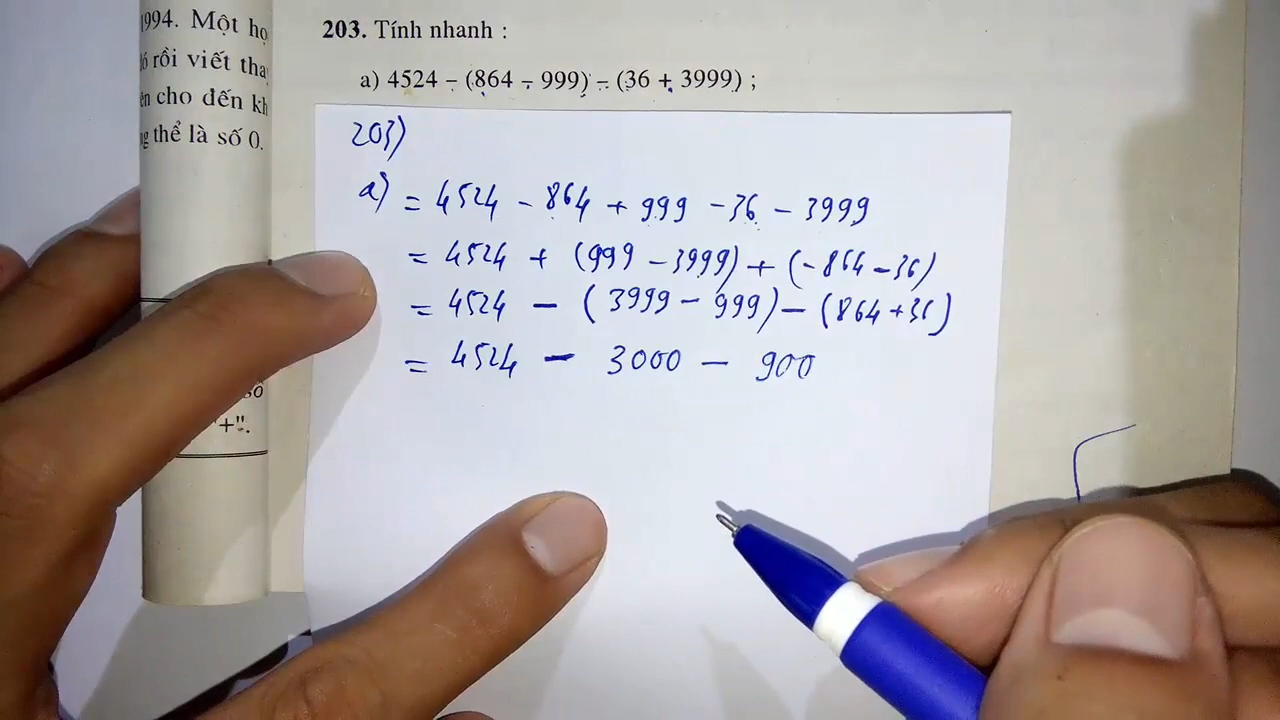 1994. Một họ
rồi viết tha
cho đến kh
thể là số 0.
"+".
203. Tính nhanh :
a) 4524 – (864 – 999) – (36 + 3999) ;
203)
a) = 4524 - 864 + 999 - 36 - 3999
= 4524 + (999 - 3999) + (-864 - 36)
= 4524 - (3999 - 999) - (864 + 36)
= 4524 - 3000 - 900